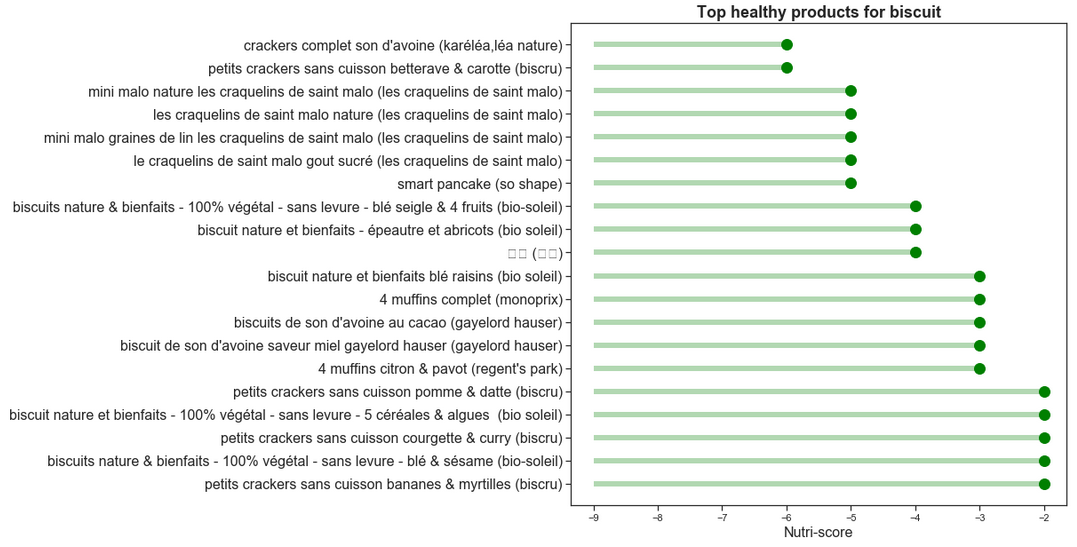 Top healthy products for biscuit
crackers complet son d'avoine (karéléa,léa nature)
petits crackers sans cuisson betterave & carotte (biscru)
mini malo nature les craquelins de saint malo (les craquelins de saint malo)
les craquelins de saint malo nature (les craquelins de saint malo)
mini malo graines de lin les craquelins de saint malo (les craquelins de saint malo)
le craquelins de saint malo gout sucré (les craquelins de saint malo)
smart pancake (so shape)
biscuits nature & bienfaits - 100% végétal - sans levure - blé seigle & 4 fruits (bio-soleil)
biscuit nature et bienfaits - épeautre et abricots (bio soleil)
biscuit nature et bienfaits blé raisins (bio soleil)
4 muffins complet (monoprix)
biscuits de son d'avoine au cacao (gayelord hauser)
biscuit de son d'avoine saveur miel gayelord hauser (gayelord hauser)
4 muffins citron & pavot (regent's park)
petits crackers sans cuisson pomme & datte (biscru)
biscuit nature et bienfaits - 100% végétal - sans levure - 5 céréales & algues (bio soleil)
petits crackers sans cuisson courgette & curry (biscru)
biscuits nature & bienfaits - 100% végétal - sans levure - blé & sésame (bio-soleil)
petits crackers sans cuisson bananes & myrtilles (biscru)
−9 −8 −7 −6 −5 −4 −3 −2
Nutri-score